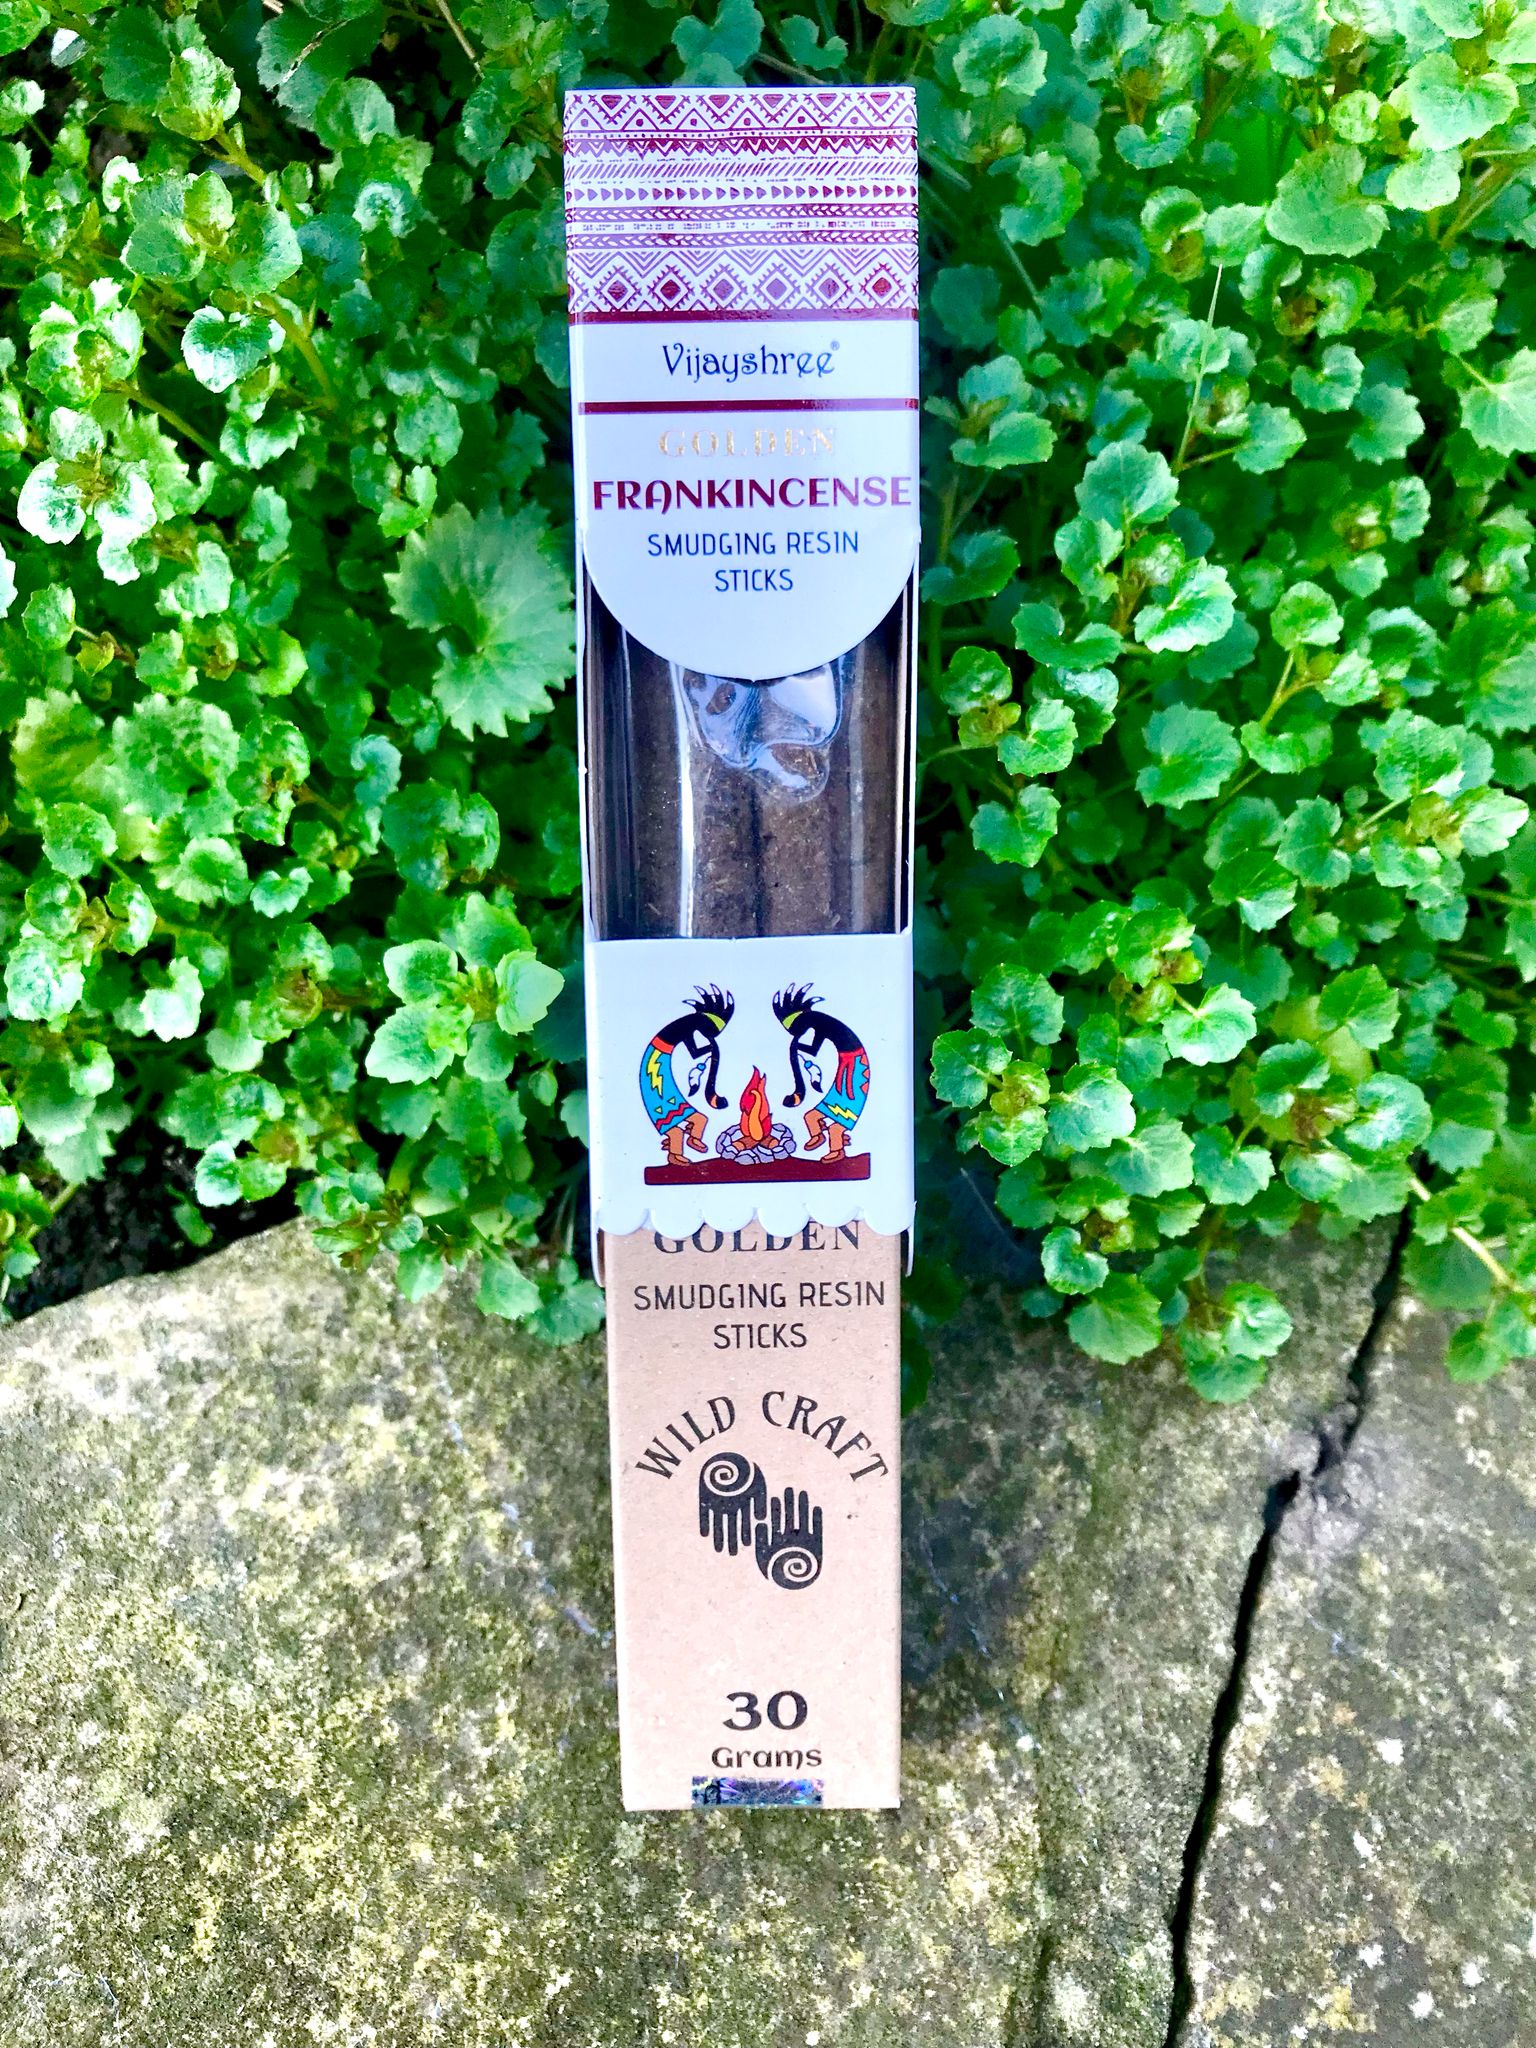 Vijayshree®
GOLDEN
FRANKINCENSE
SMUDGING RESIN
STICKS
GOLDEN
SMUDGING RESIN
STICKS
WILD CRAFT
30
Grams